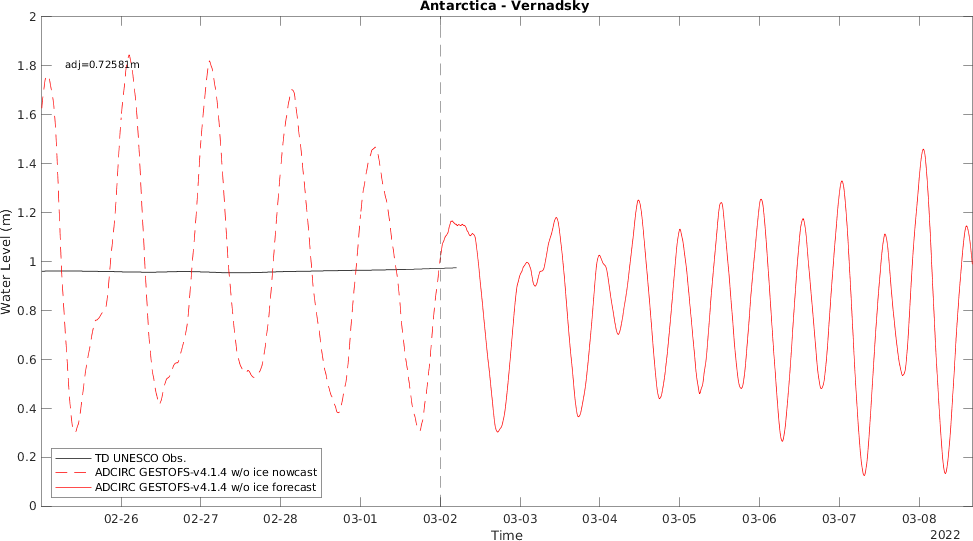 Antarctica - Vernadsky
2
1.8
1.6
1.4
1.2
1
0.8
0.6
0.4
0.2
0
Water Level (m)
adj=0.72581m
TD UNESCO Obs.
ADCIRC GESTOFS-v4.1.4 w/o ice nowcast
ADCIRC GESTOFS-v4.1.4 w/o ice forecast
02-26 02-27 02-28 03-01 03-02 03-03 03-04 03-05 03-06 03-07 03-08
Time
2022